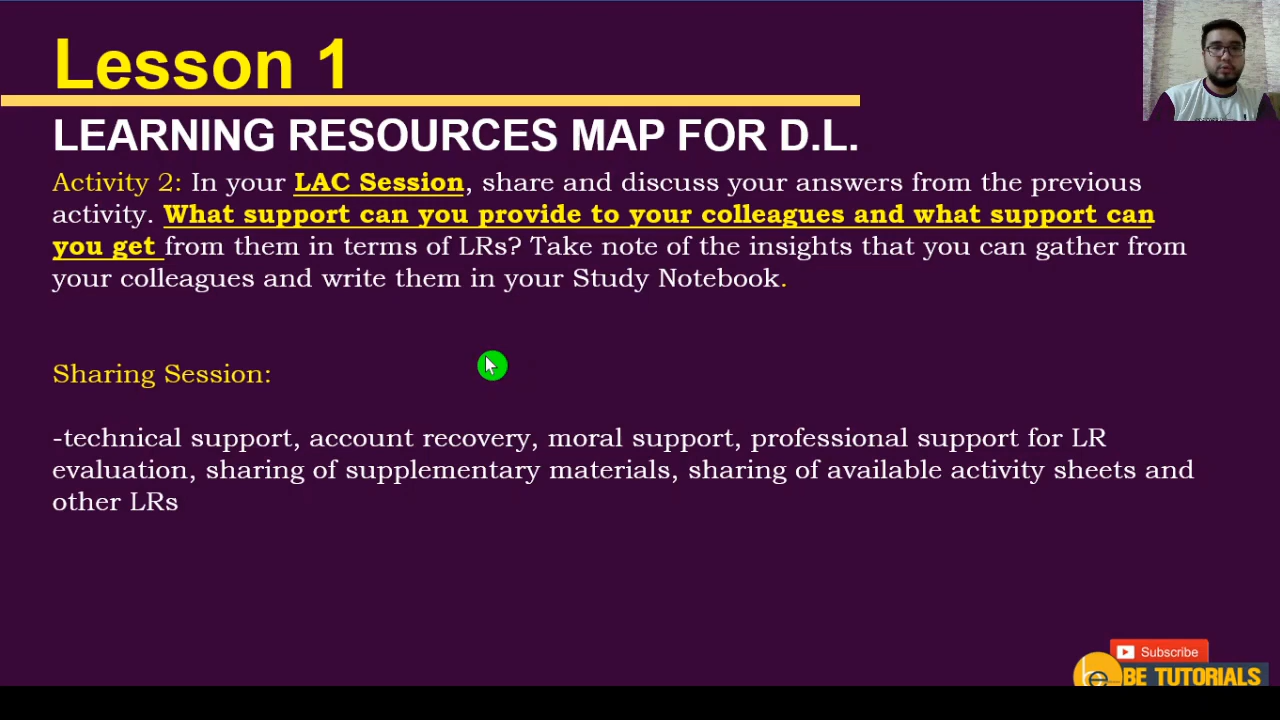 Lesson 1
LEARNING RESOURCES MAP FOR D.L.
Activity 2: In your LAC Session, share and discuss your answers from the previous
activity. What support can you provide to your colleagues and what support can
you get from them in terms of LRs? Take note of the insights that you can gather from
your colleagues and write them in your Study Notebook.
Sharing Session:
-technical support, account recovery, moral support, professional support for LR
evaluation, sharing of supplementary materials, sharing of available activity sheets and
other LRs
Subscribe
be BE TUTORIALS